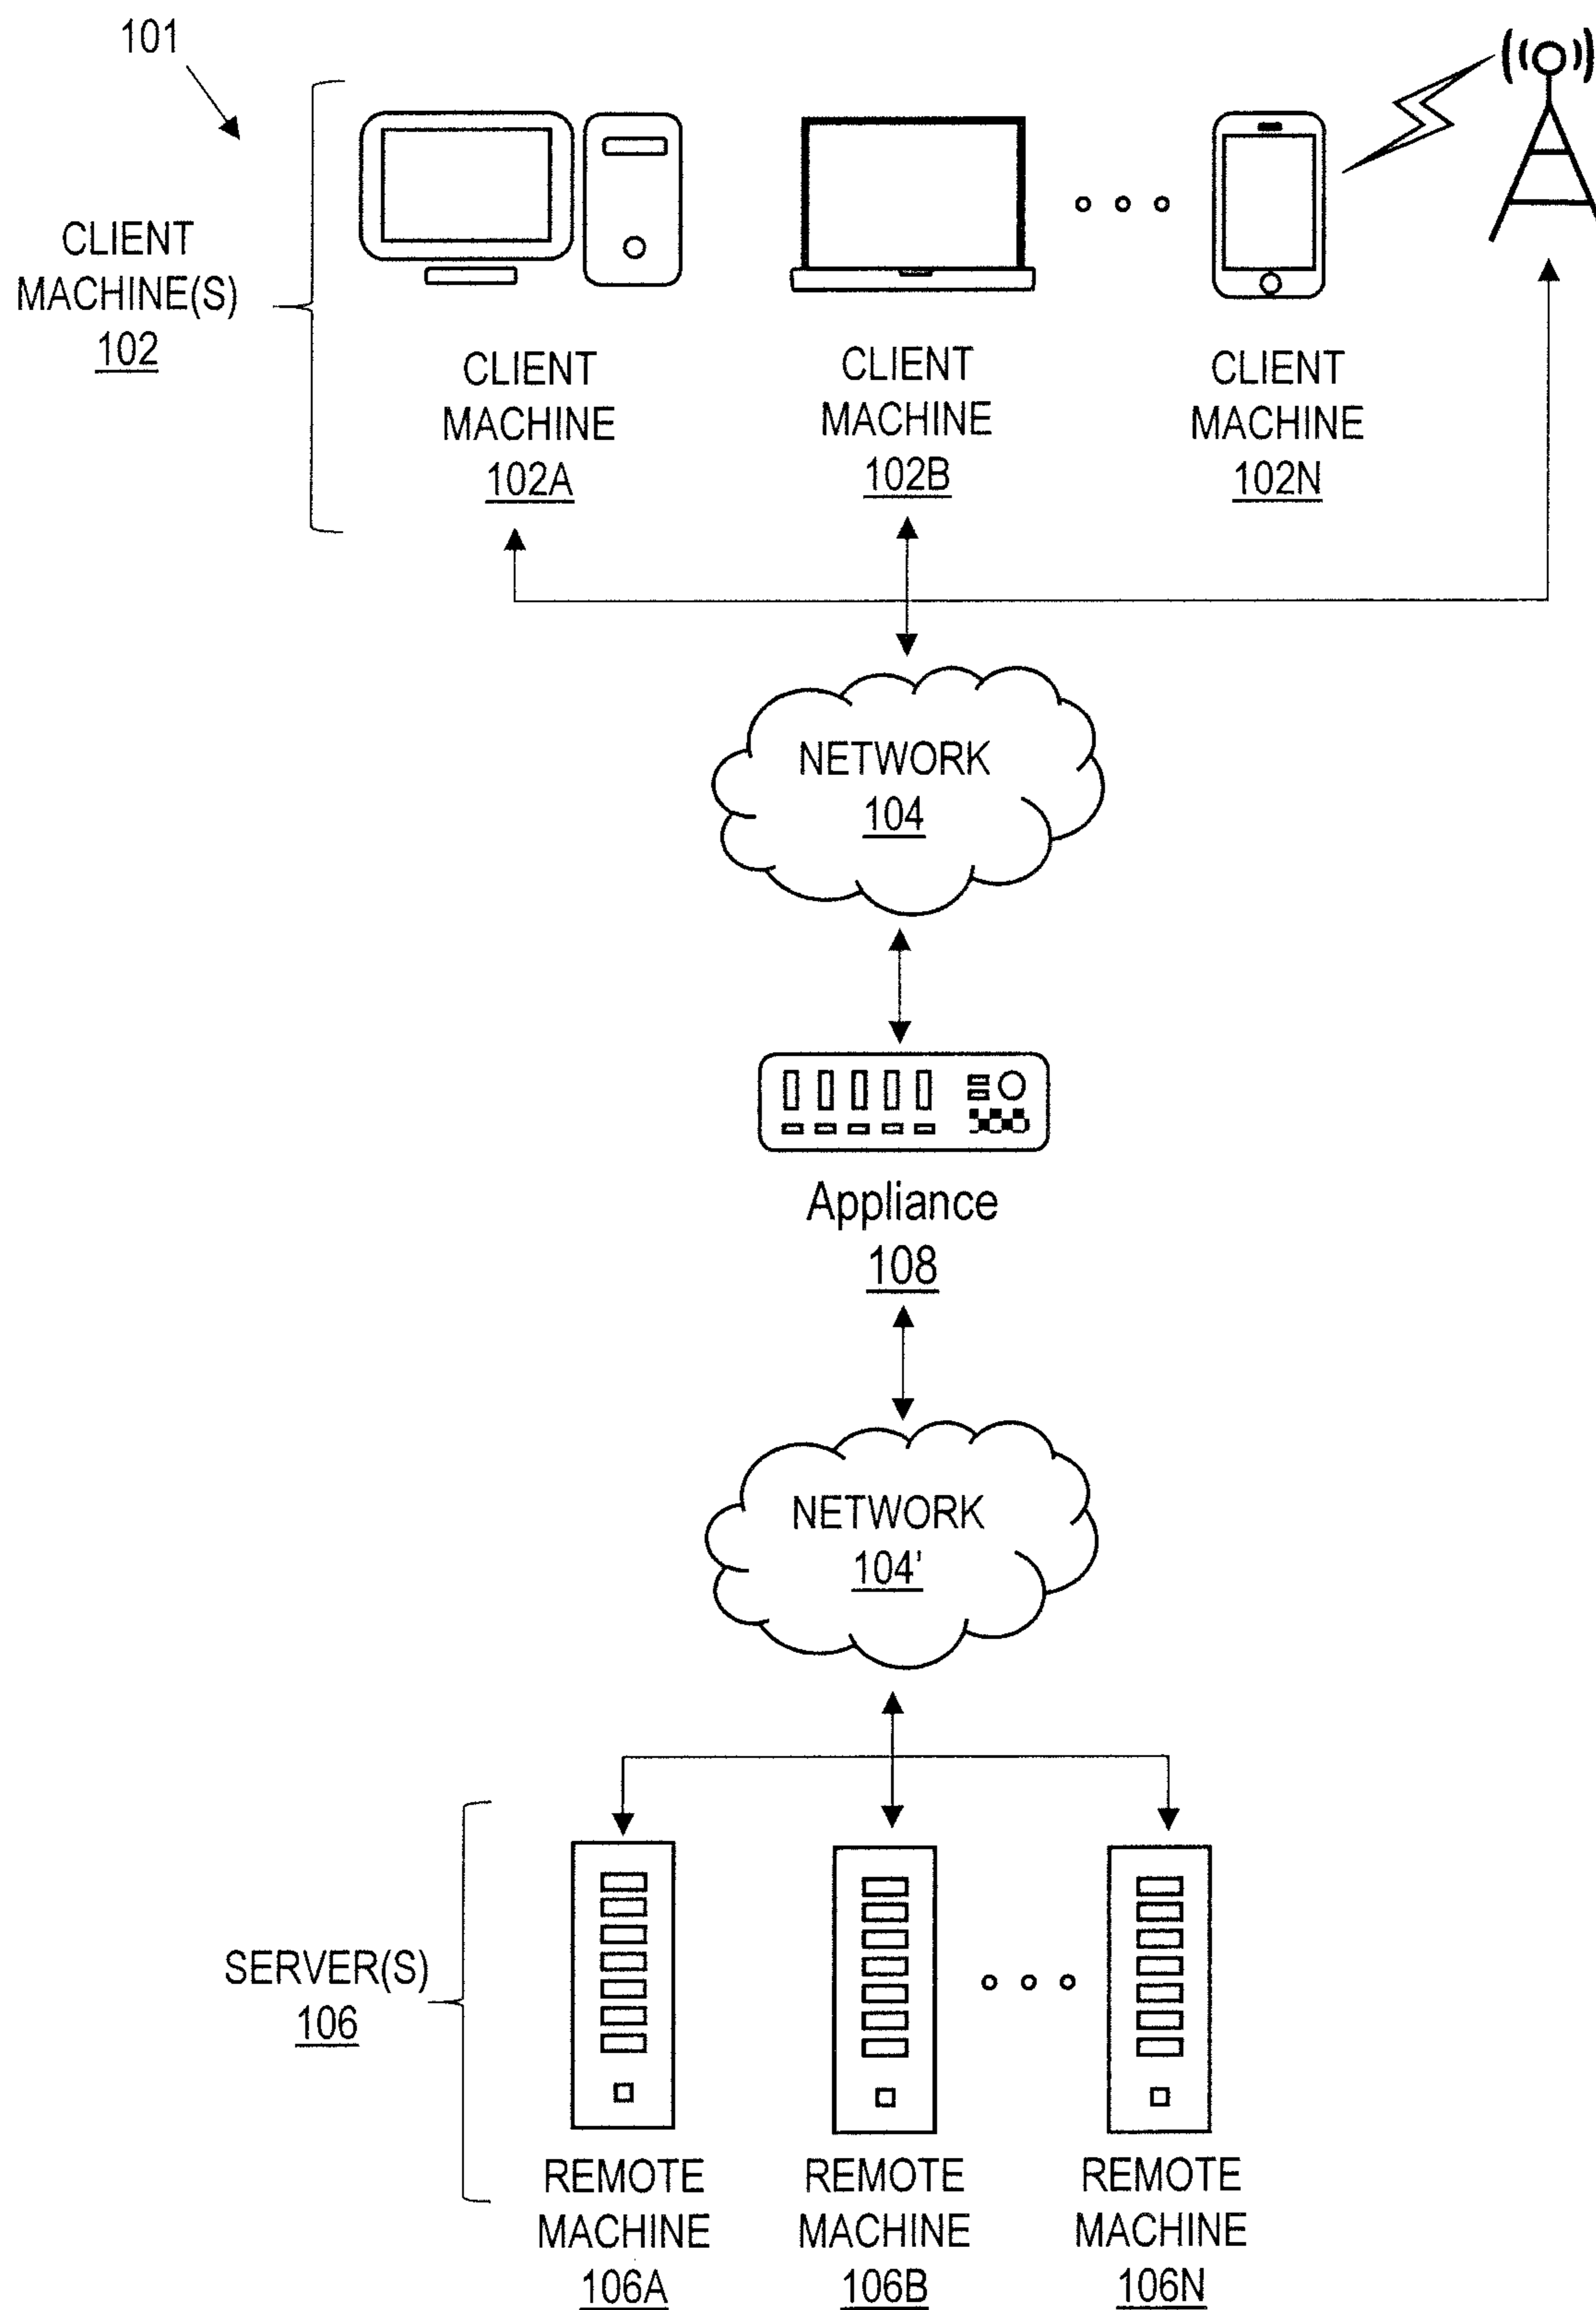 101
CLIENT
MACHINE(S)
102
CLIENT
MACHINE
102A
CLIENT
MACHINE
102B
CLIENT
MACHINE
102N
NETWORK
104
Appliance
108
NETWORK
104'
SERVER(S)
106
REMOTE
MACHINE
106A
REMOTE
MACHINE
106B
REMOTE
MACHINE
106N